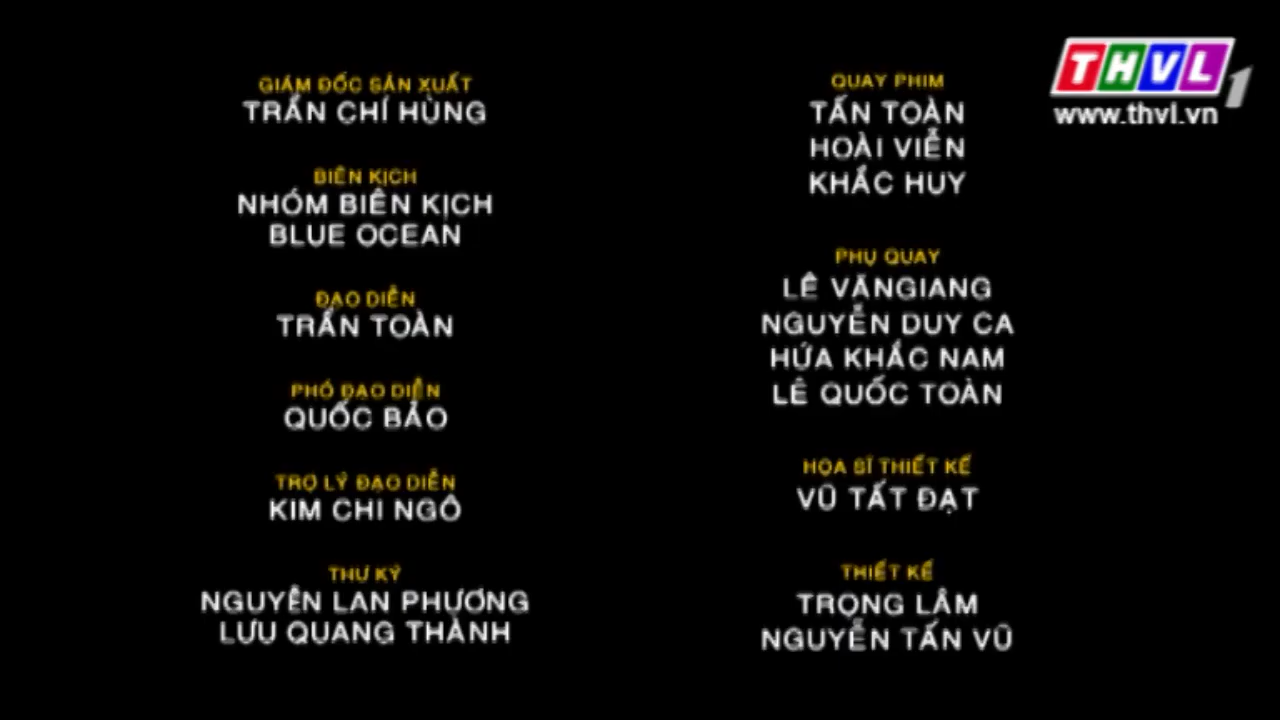 GIÁM ĐỐC SẢN XUẤT
TRẦN CHÍ HÙNG
BIÊN KỊCH
NHÓM BIÊN KỊCH
BLUE OCEAN
ĐẠO DIỄN
TRẦN TOÀN
PHÓ ĐẠO DIỄN
QUỐC BẢO
TRỢ LÝ ĐẠO DIỄN
KIM CHI NGÔ
THƯ KÝ
NGUYỄN LAN PHƯƠNG
LƯU QUANG THÀNH
QUAY PHIM
TẤN TOÀN
HOÀI VIỄN
KHẮC HUY
PHỤ QUAY
LÊ VĂNGIANG
NGUYỄN DUY CA
HỨA KHẮC NAM
LÊ QUỐC TOÀN
HỌA SĨ THIẾT KẾ
VŨ TẤT ĐẠT
THIẾT KẾ
TRỌNG LÂM
NGUYỄN TẤN VŨ
THVL 1
www.thvl.vn